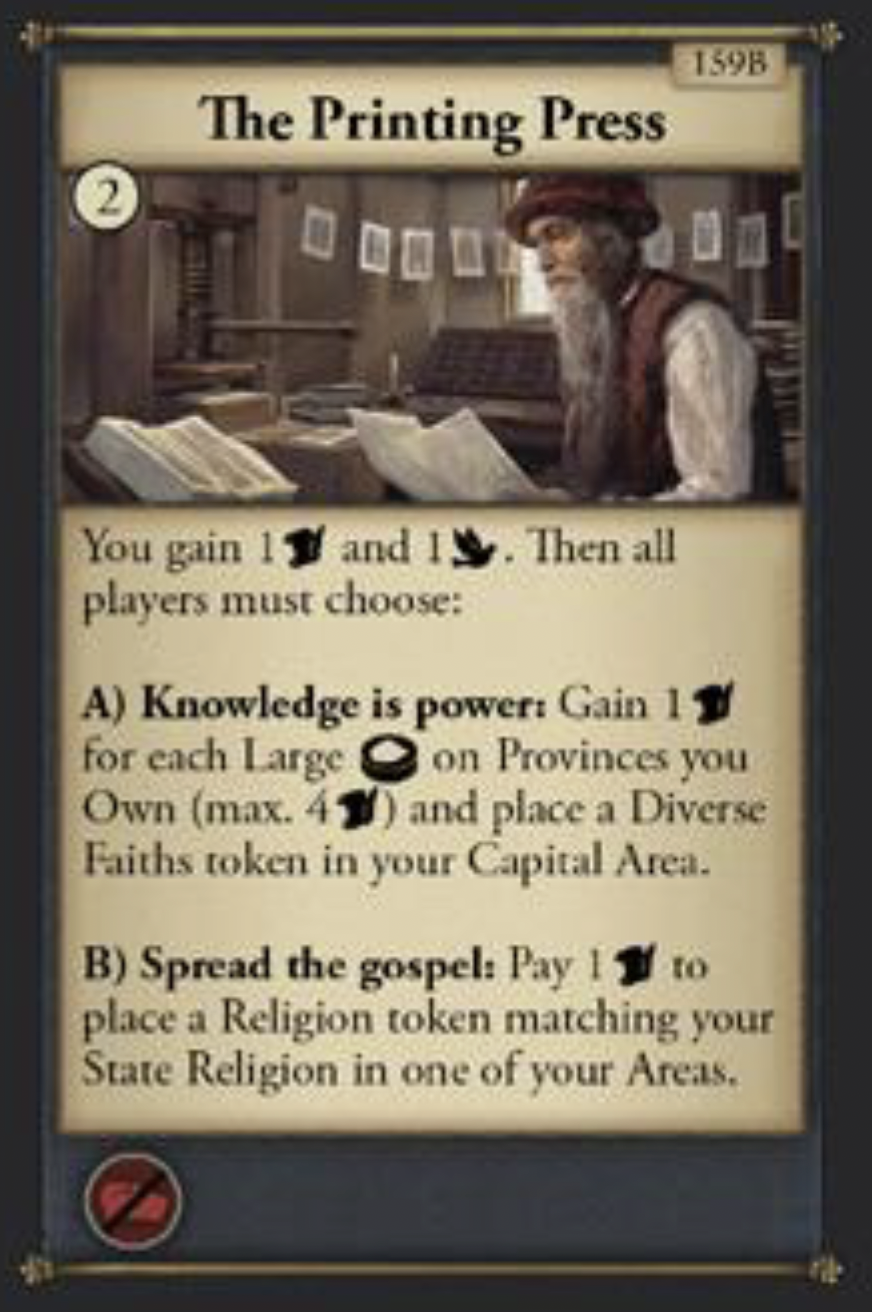 159B
The Printing Press
2
You gain 1 and 1 . Then all
players must choose:
A) Knowledge is power: Gain 1
for each Large on Provinces you
Own (max. 4 ) and place a Diverse
Faiths token in your Capital Area.
B) Spread the gospel: Pay 1 to
place a Religion token matching your
State Religion in one of your Areas.